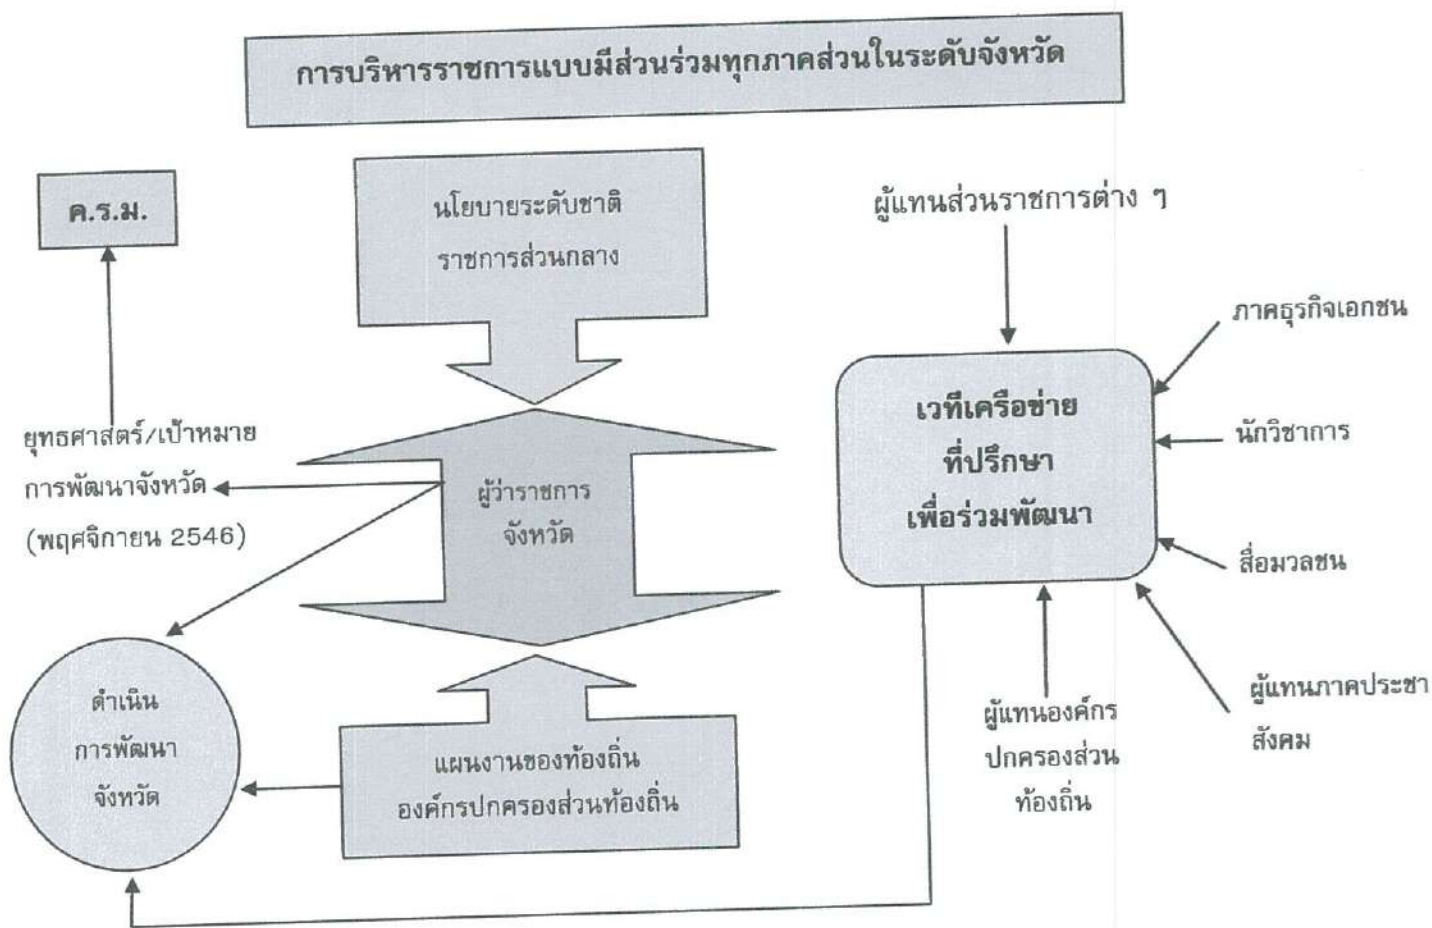 การบริหารราชการแบบมีส่วนร่วมทุกภาคส่วนในระดับจังหวัด
ค.ร.ม.
นโยบายระดับชาติ
ราชการส่วนกลาง
ผู้แทนส่วนราชการต่าง ๆ
ภาคธุรกิจเอกชน
เวทีเครือข่าย
ที่ปรึกษา
เพื่อร่วมพัฒนา
นักวิชาการ
สื่อมวลชน
ยุทธศาสตร์/เป้าหมาย
การพัฒนาจังหวัด
(พฤศจิกายน 2546)
ผู้ว่าราชการ
จังหวัด
ดำเนิน
การพัฒนา
จังหวัด
แผนงานของท้องถิ่น
องค์กรปกครองส่วนท้องถิ่น
ผู้แทนองค์กร
ปกครองส่วน
ท้องถิ่น
ผู้แทนภาคประชา
สังคม